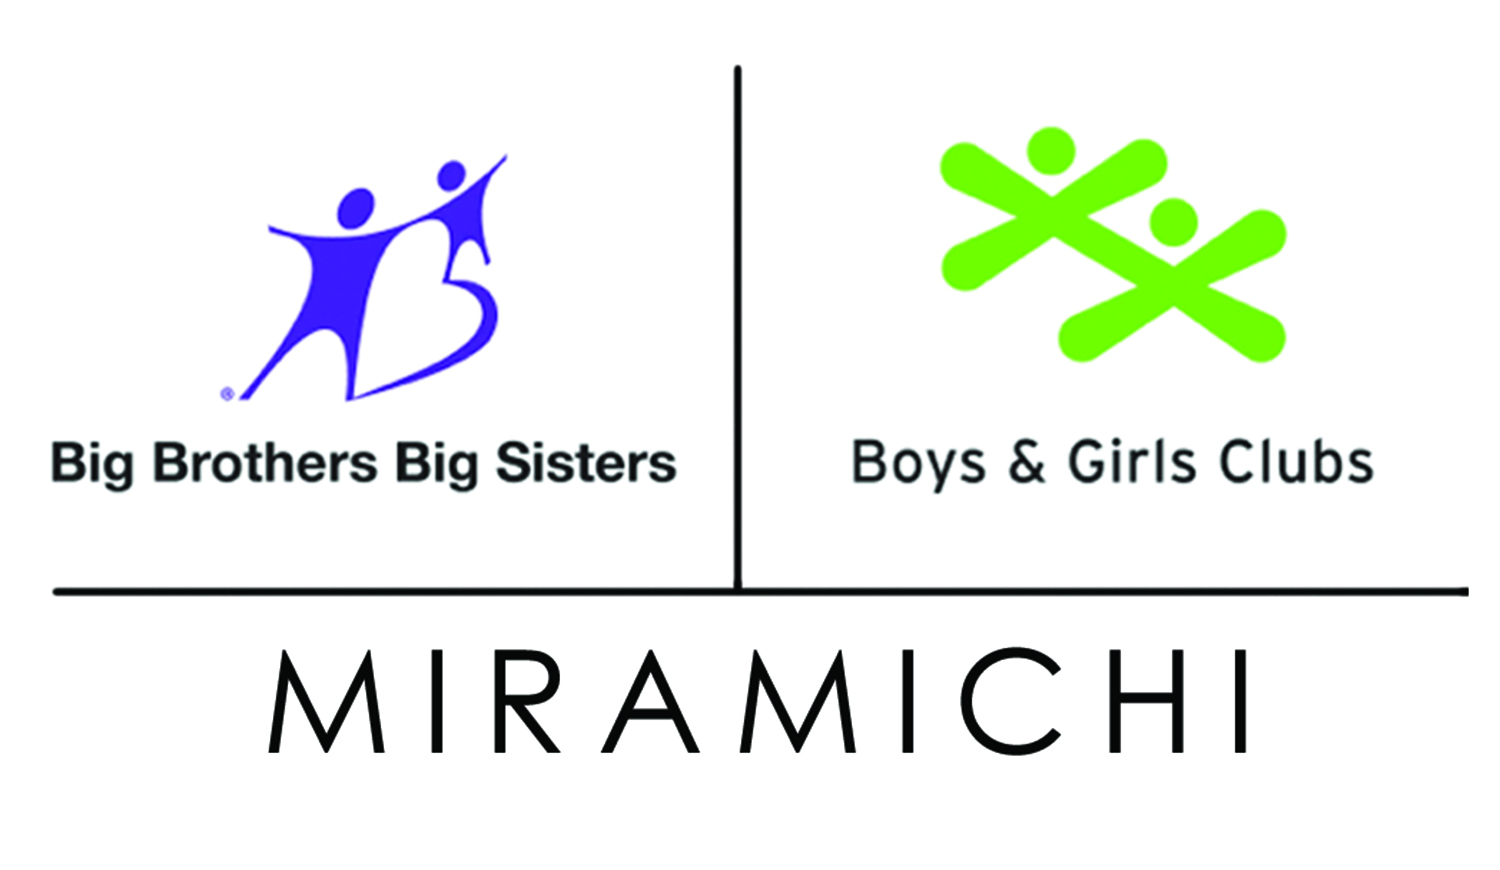 ®
Big Brothers Big Sisters
Boys & Girls Clubs
MIRAMICHI